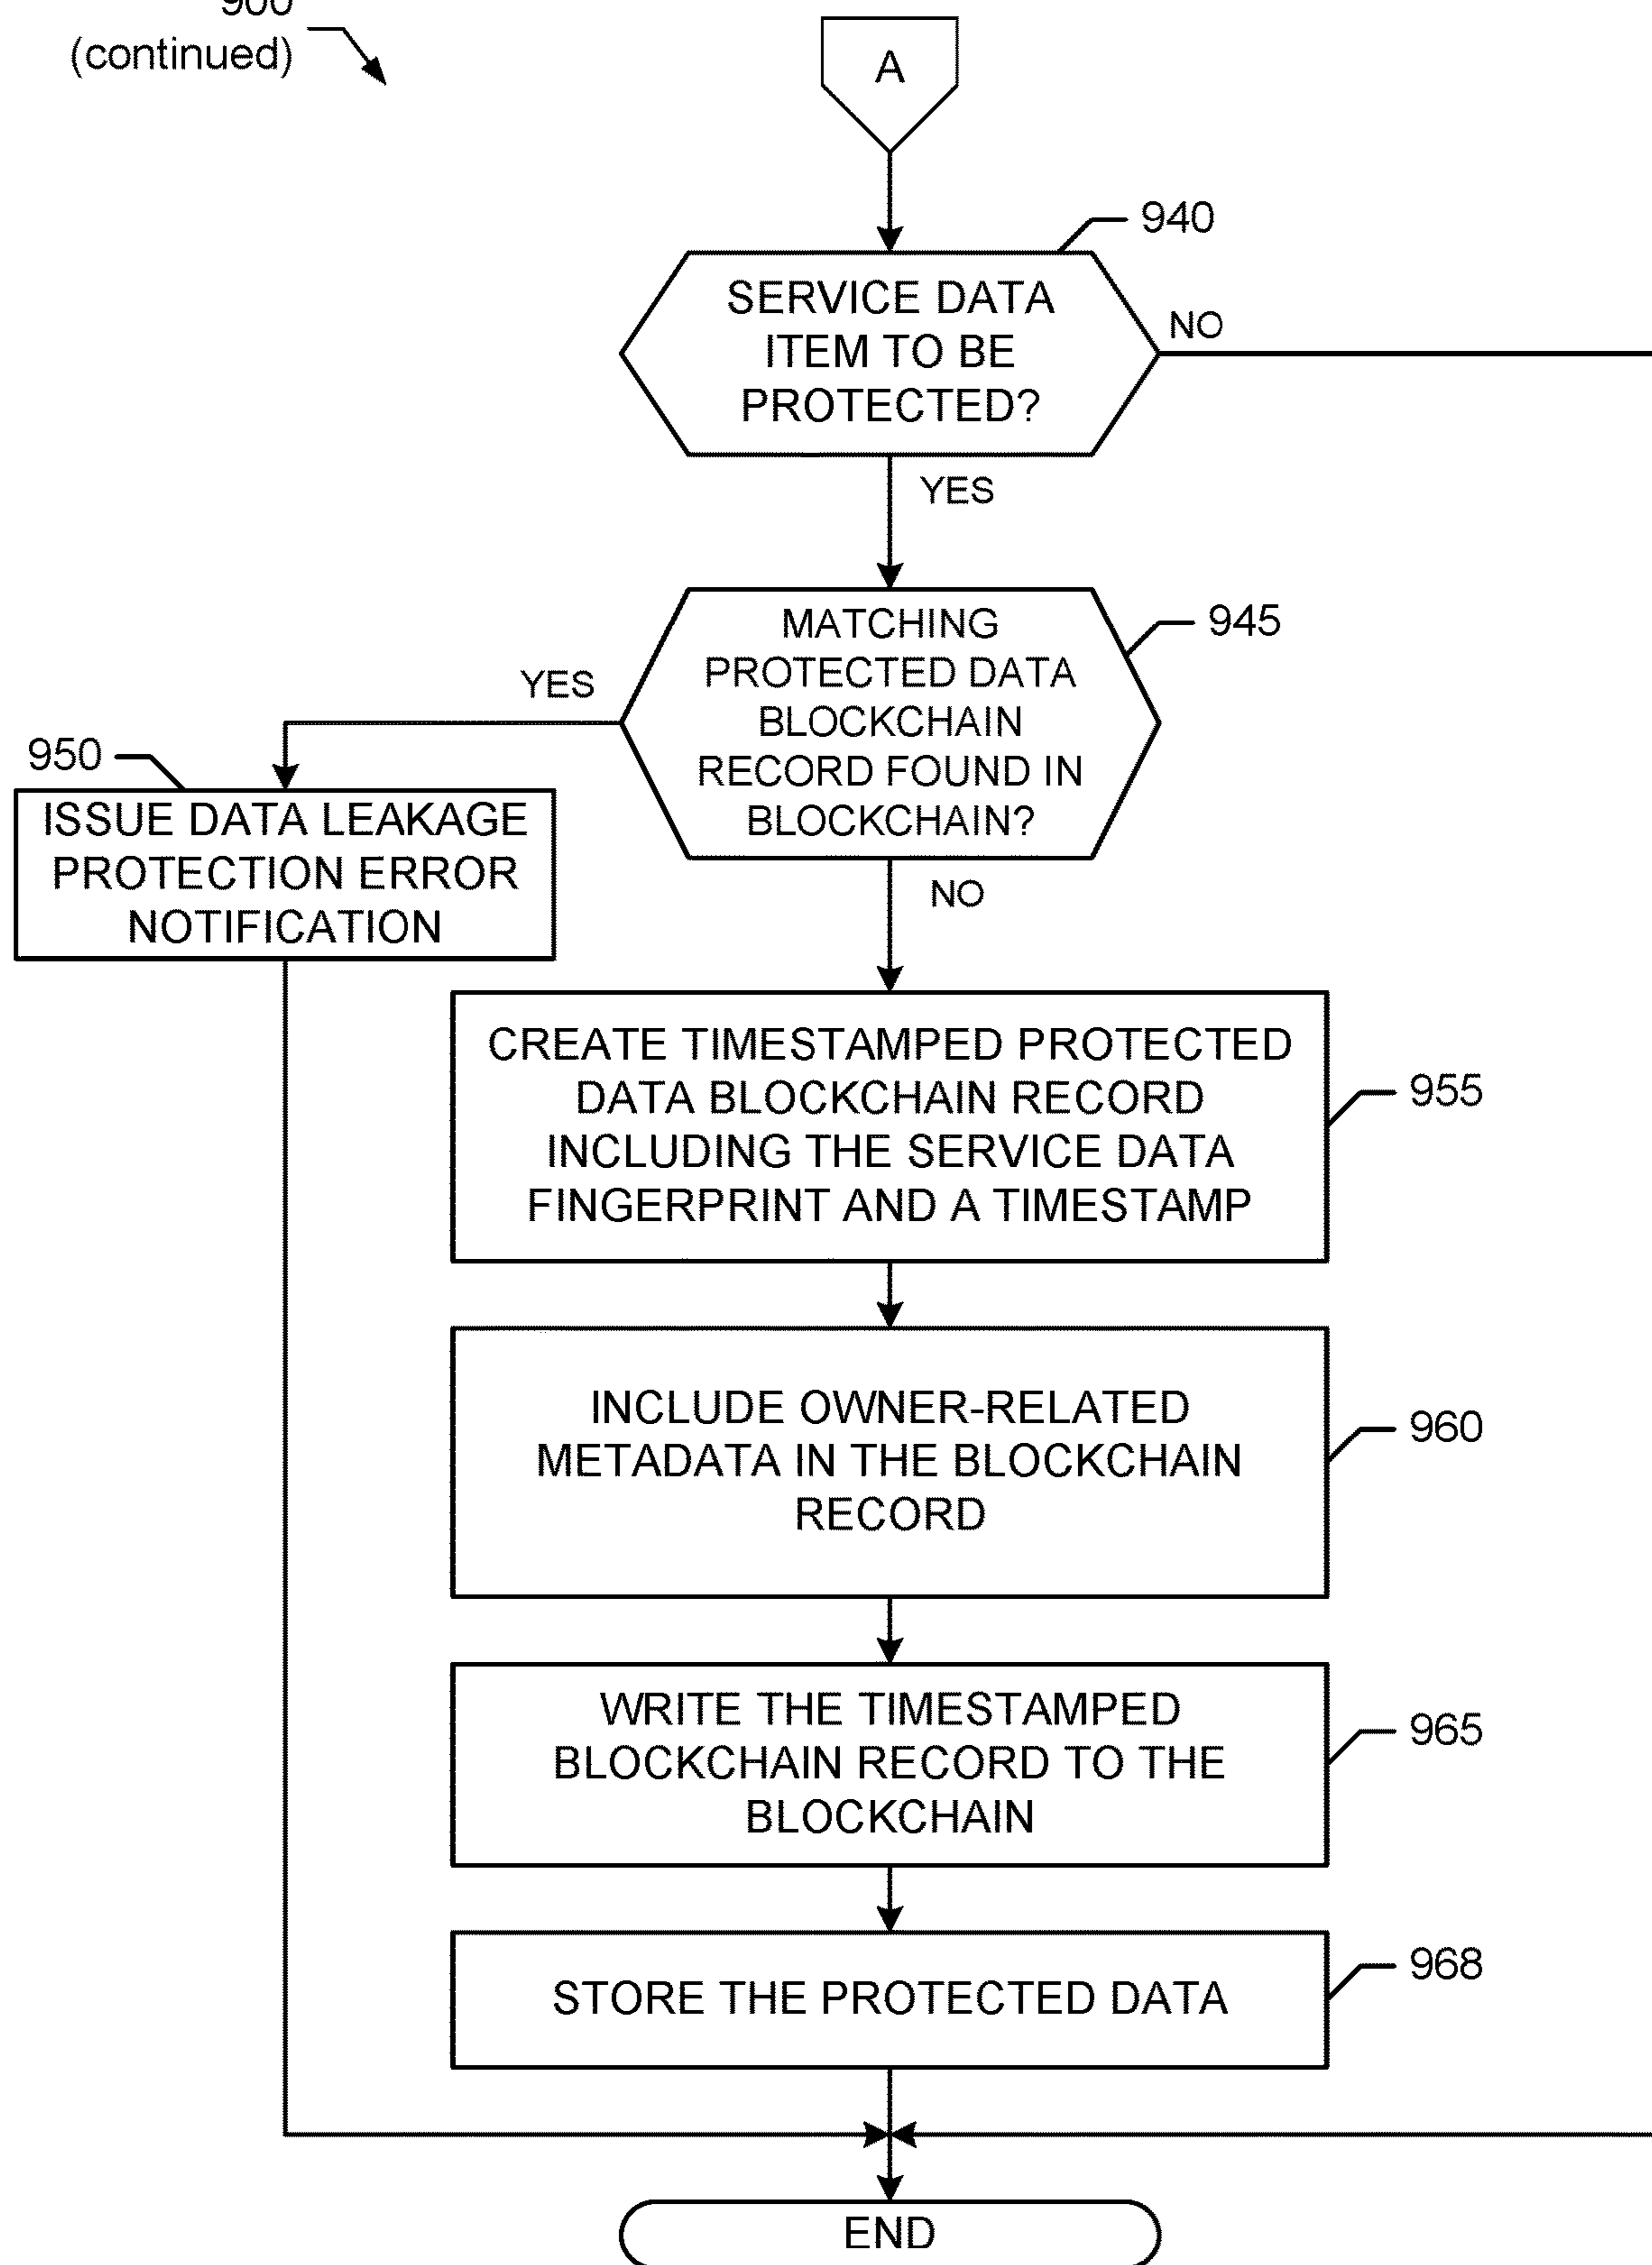 900
(continued)
A
940
SERVICE DATA
ITEM TO BE
PROTECTED?
NO
YES
945
MATCHING
PROTECTED DATA
BLOCKCHAIN
RECORD FOUND IN
BLOCKCHAIN?
YES
950
ISSUE DATA LEAKAGE
PROTECTION ERROR
NOTIFICATION
NO
CREATE TIMESTAMPED PROTECTED
DATA BLOCKCHAIN RECORD
INCLUDING THE SERVICE DATA
FINGERPRINT AND A TIMESTAMP
955
INCLUDE OWNER-RELATED
METADATA IN THE BLOCKCHAIN
RECORD
960
WRITE THE TIMESTAMPED
BLOCKCHAIN RECORD TO THE
BLOCKCHAIN
965
STORE THE PROTECTED DATA
968
END